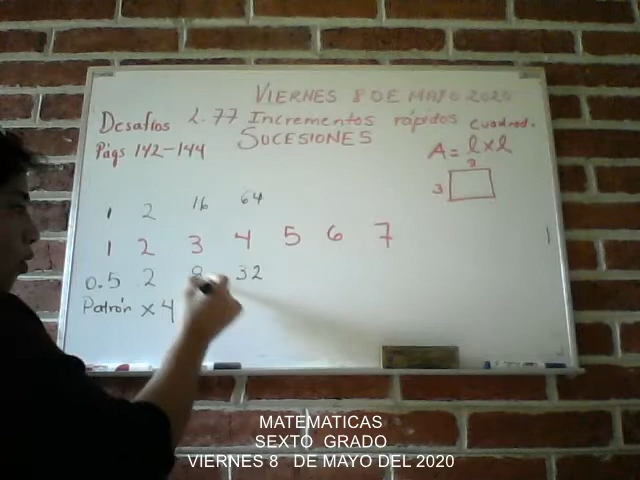 VIERNES 8 DE MAYO 2020
Desafíos L.77 Incrementos rápidos cuadrad.
SUCESIONES
Págs 142-144
A= l x l
3
3
1 2 16 64
1 2 3 4 5 6 7
0.5 2 8 32
Patrón x 4
MATEMATICAS
SEXTO GRADO
VIERNES 8 DE MAYO DEL 2020